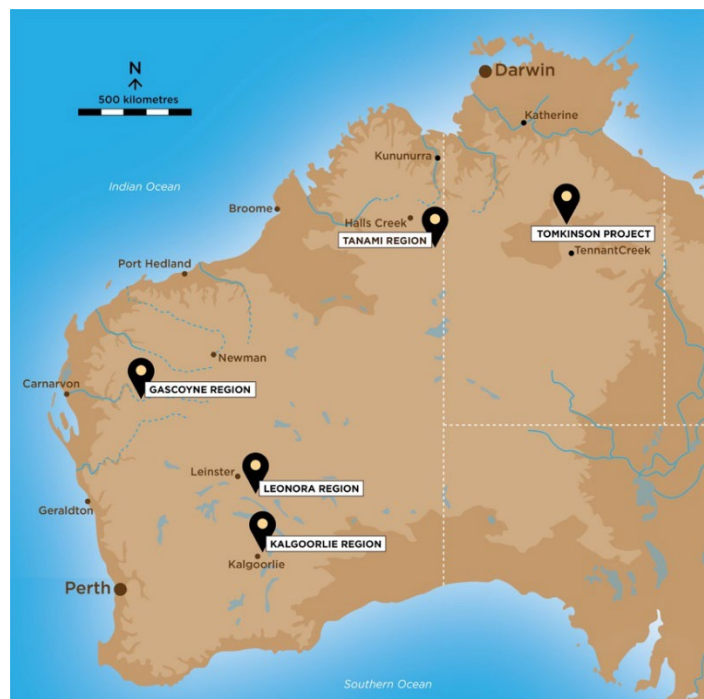 N
500 kilometres
Darwin
Katherine
Kununurra
Indian Ocean
Broome
Halls Creek
TANAMI REGION
TOMKINSON PROJECT
TennantCreek
Port Hedland
Newman
Carnarvon
GASCOYNE REGION
Leinster
LEONORA REGION
Geraldton
KALGOORLIE REGION
Kalgoorlie
Perth
Southern Ocean